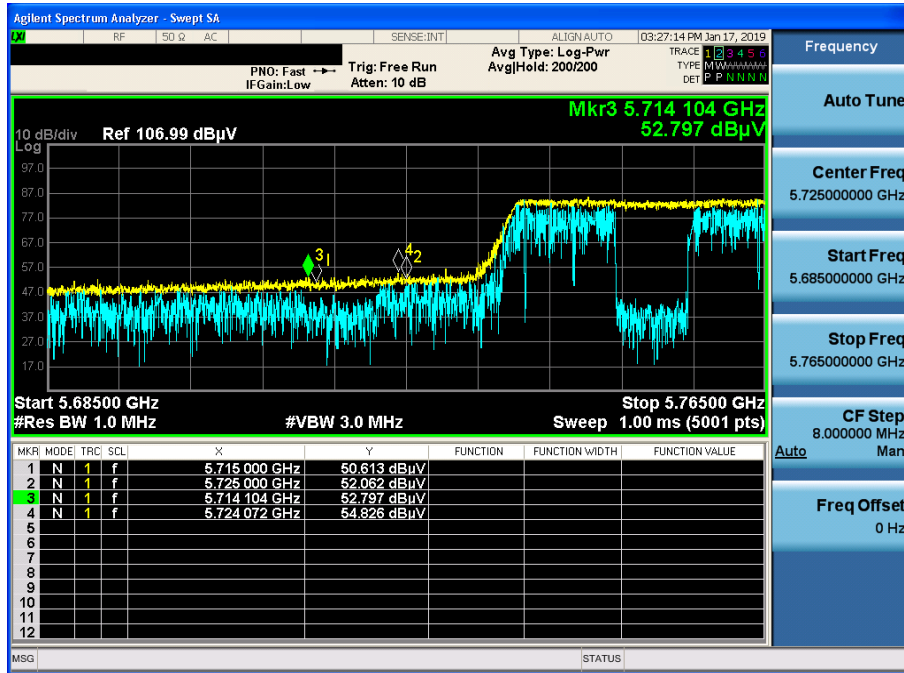 Agilent Spectrum Analyzer - Swept SA
LXI RF 50 Ω AC SENSE:INT ALIGN AUTO 03:27:14 PM Jan 17, 2019
Frequency
PNO: Fast Trig: Free Run Avg Type: Log-Pwr TRACE 1 2 3 4 5 6
IFGain:Low Atten: 10 dB Avg|Hold: 200/200 TYPE M W W W W W
DET P P N N N N
Auto Tune
Mkr3 5.714 104 GHz
52.797 dBµV
10 dB/div Ref 106.99 dBµV
Log
97.0
87.0
77.0
67.0
57.0
47.0
37.0
27.0
17.0
3 1 4 2
Center Freq
5.725000000 GHz
Start Freq
5.685000000 GHz
Stop Freq
5.765000000 GHz
Start 5.68500 GHz Stop 5.76500 GHz
#Res BW 1.0 MHz #VBW 3.0 MHz Sweep 1.00 ms (5001 pts)
CF Step
8.000000 MHz
Auto Man
Freq Offset
0 Hz
MKR MODE TRC SCL X Y FUNCTION FUNCTION WIDTH FUNCTION VALUE
1 N 1 f 5.715 000 GHz 50.613 dBµV
2 N 1 f 5.725 000 GHz 52.062 dBµV
3 N 1 f 5.714 104 GHz 52.797 dBµV
4 N 1 f 5.724 072 GHz 54.826 dBµV
5
6
7
8
9
10
11
12
MSG STATUS